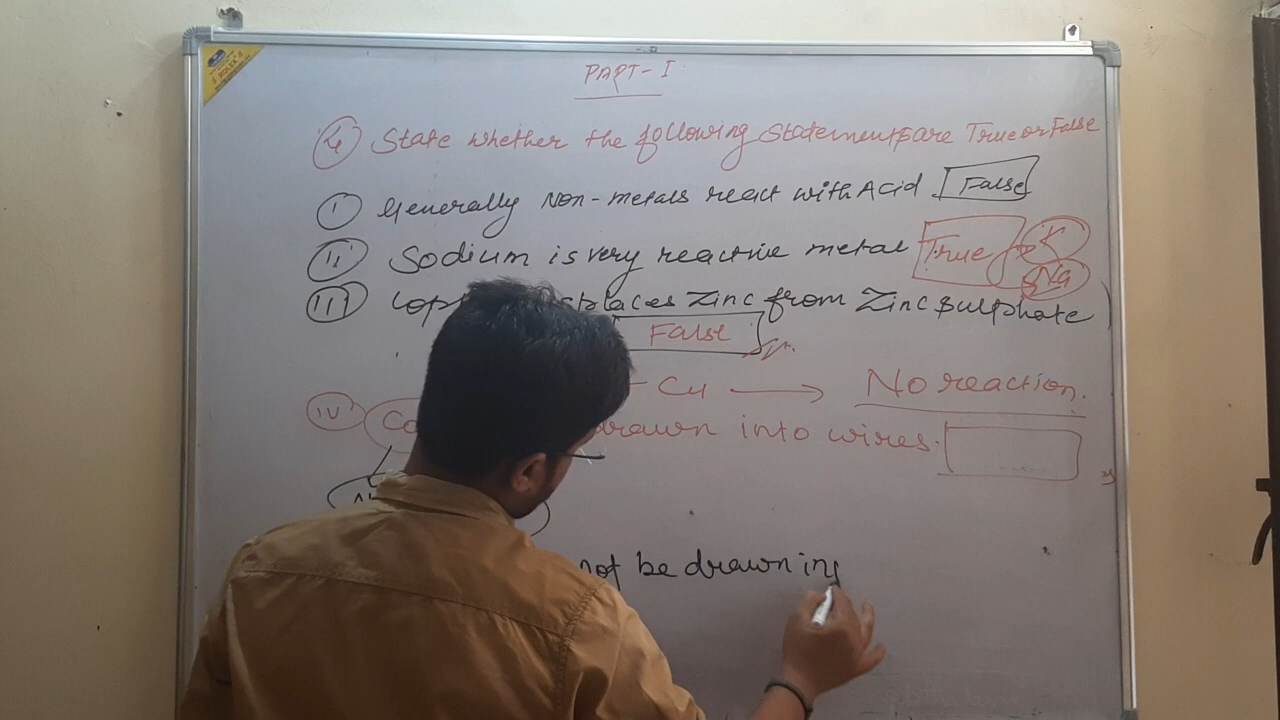 PART-I
4 State whether the following statements are True or False
I Generally Non-metals react with Acid False
II Sodium is very reactive metal True K
Na
III Zinc from Zinc Sulphate
False
Cu → No reaction.
IV drawn into wires.
not be drawn